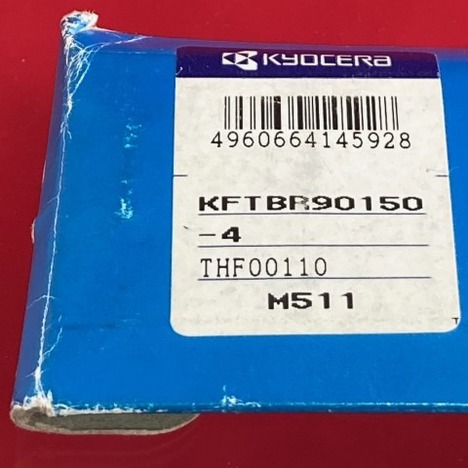 KYOCERA
4960664145928
KFTBR90150
-4
THF00110
M511